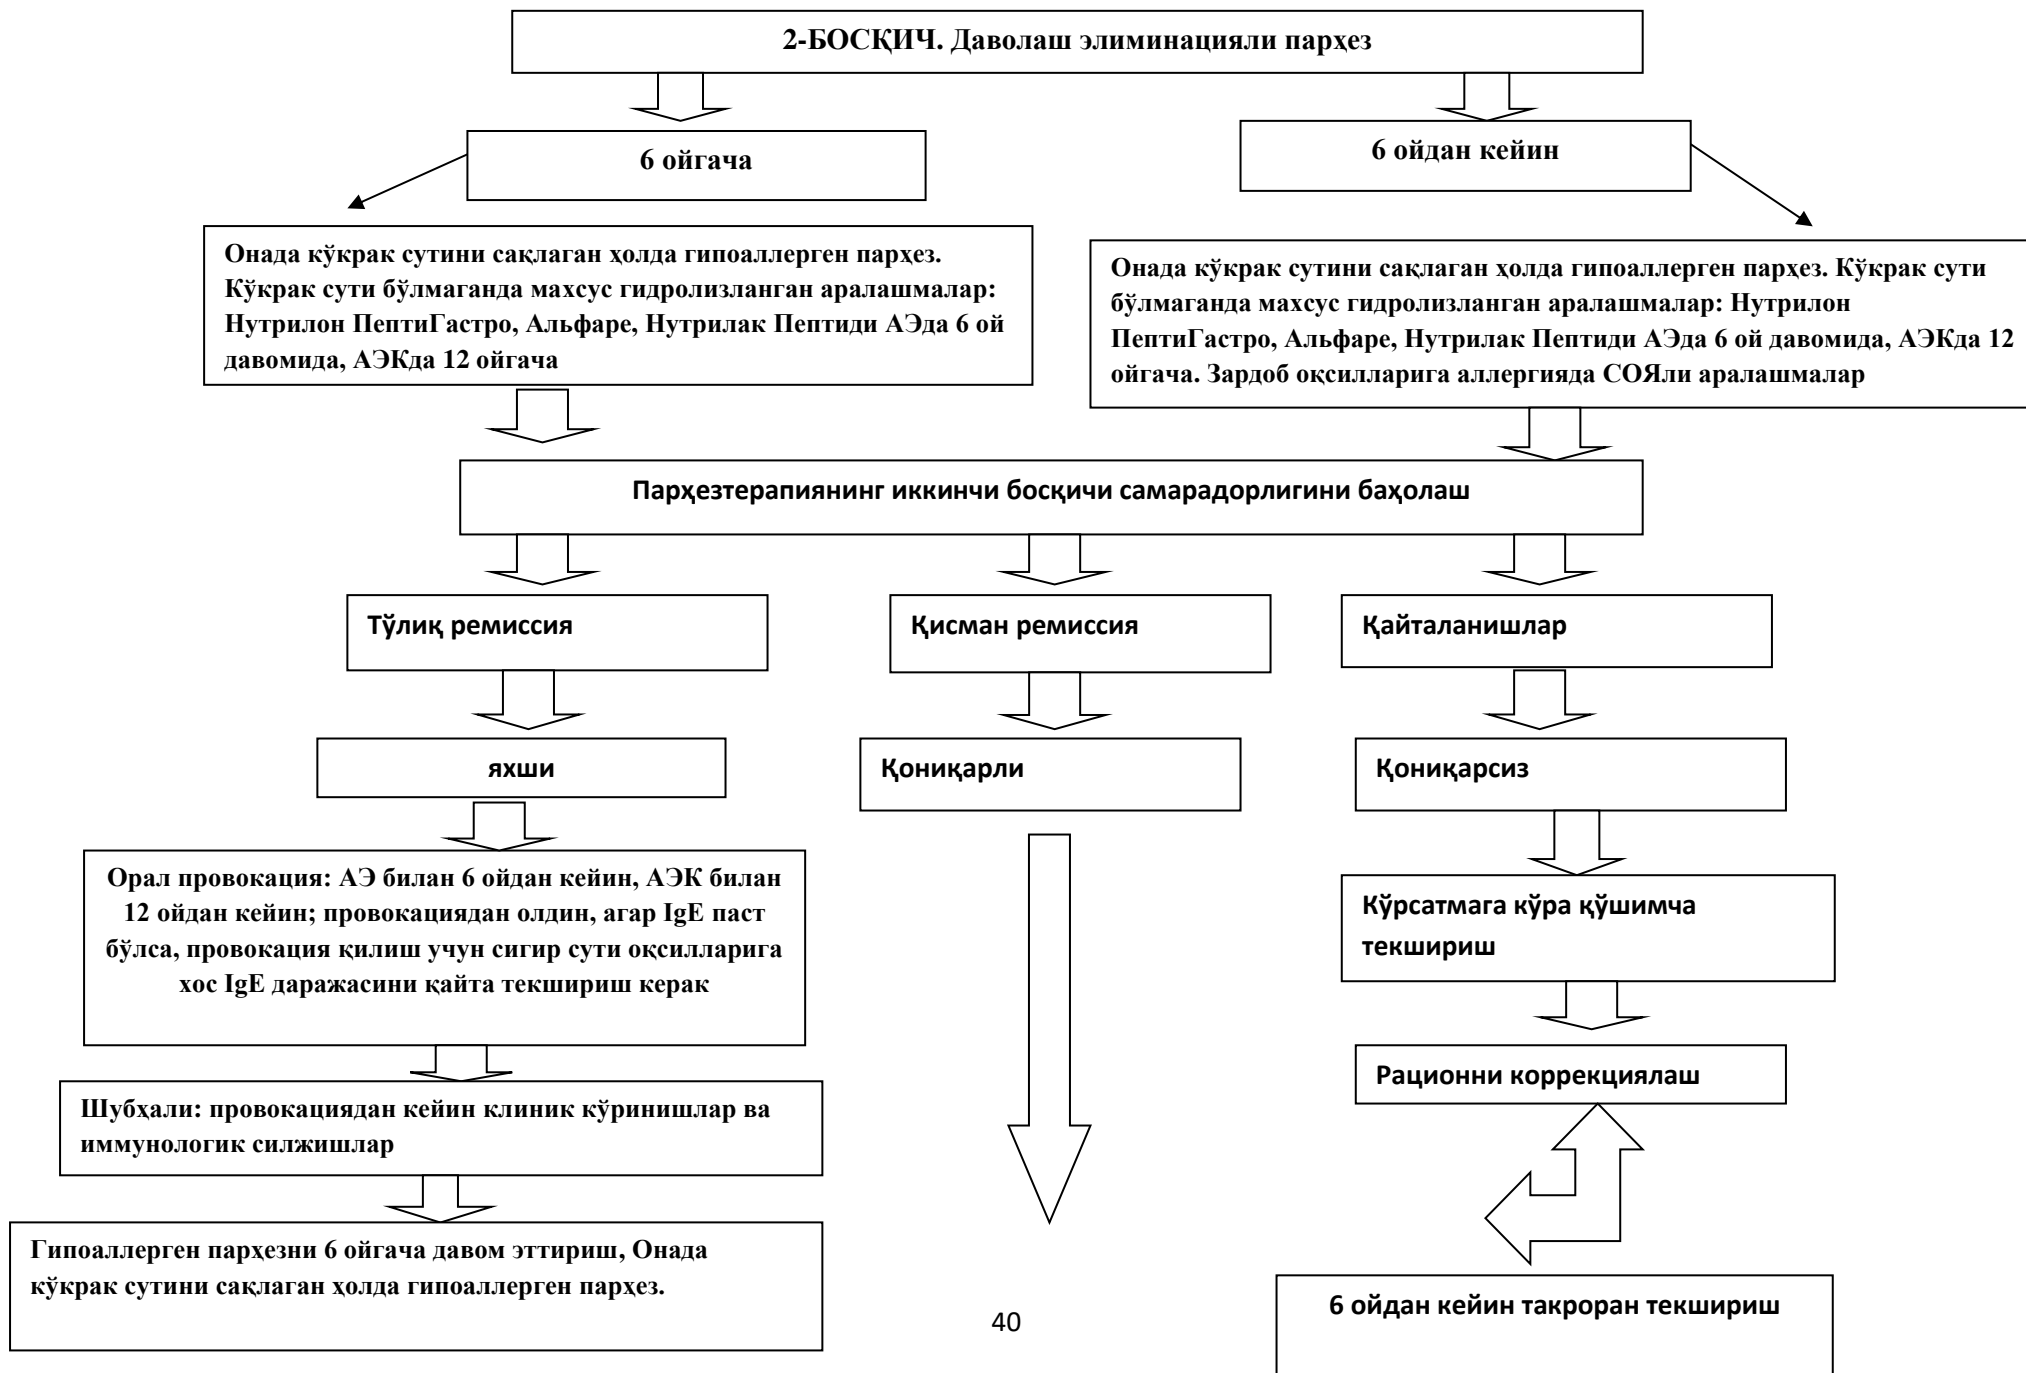 2-БОСҚИЧ. Даволаш элиминацияли парҳез
6 ойгача
6 ойдан кейин
Онада кўкрак сутини сақлаган ҳолда гипоаллерген парҳез.
Кўкрак сути бўлмаганда махсус гидролизланган аралашмалар:
Нутрилон ПептиГастро, Альфаре, Нутрилак Пептиди АЭда 6 ой
давомида, АЭКда 12 ойгача
Онада кўкрак сутини сақлаган ҳолда гипоаллерген парҳез. Кўкрак сути
бўлмаганда махсус гидролизланган аралашмалар: Нутрилон
ПептиГастро, Альфаре, Нутрилак Пептиди АЭда 6 ой давомида, АЭКда 12
ойгача. Зардоб оқсилларига аллергияда СОЯли аралашмалар
Парҳезтерапиянинг иккинчи босқичи самарадорлигини баҳолаш
Тўлиқ ремиссия
Қисман ремиссия
Қайталанишлар
яхши
Қониқарли
Қониқарсиз
Орал провокация: АЭ билан 6 ойдан кейин, АЭК билан
12 ойдан кейин; провокациядан олдин, агар IgE паст
бўлса, провокация қилиш учун сигир сути оқсилларига
хос IgE даражасини қайта текшириш керак
Кўрсатмага кўра қўшимча
текшириш
Рационни коррекциялаш
Шубҳали: провокациядан кейин клиник кўринишлар ва
иммунологик силжишлар
Гипоаллерген парҳезни 6 ойгача давом эттириш, Онада
кўкрак сутини сақлаган ҳолда гипоаллерген парҳез.
6 ойдан кейин такроран текшириш
40